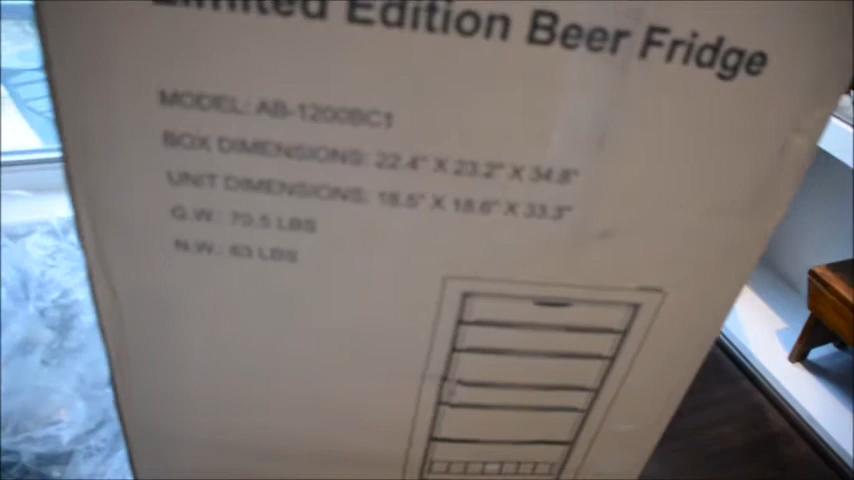 Limited Edition Beer Fridge
MODEL: AB-1200BC1
BOX DIMENSIONS: 22.4" X 23.2" X 34.8"
UNIT DIMENSIONS: 18.5" X 18.6" X 33.3"
G.W.: 70.5 LBS
N.W.: 63 LBS